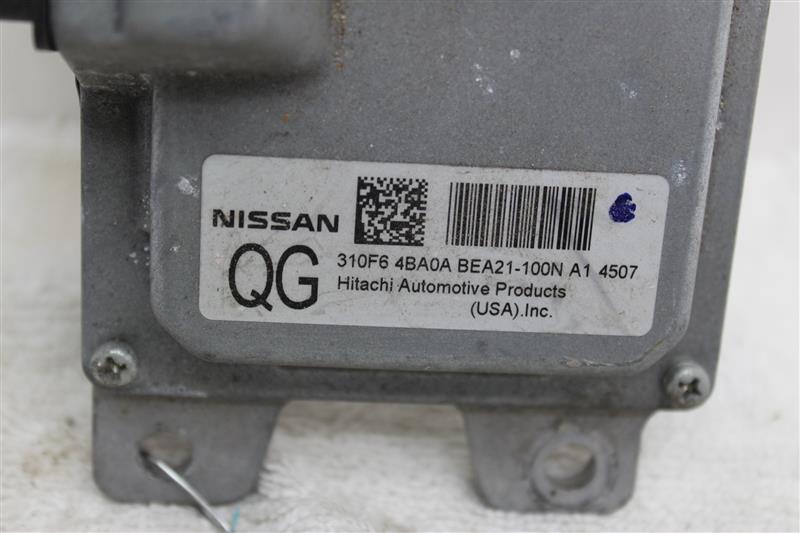 NISSAN
QG
310F6 4BA0A BEA21-100N A1 4507
Hitachi Automotive Products
(USA).Inc.